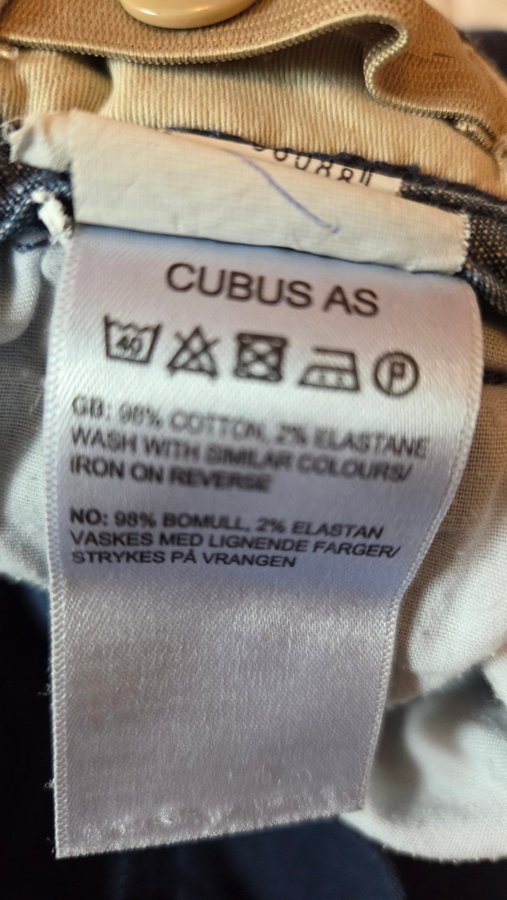 CUBUS AS
40
P
GB: 98% COTTON, 2% ELASTANE
WASH WITH SIMILAR COLOURS/
IRON ON REVERSE
NO: 98% BOMULL, 2% ELASTAN
VASKES MED LIGNENDE FARGER/
STRYKES PÅ VRANGEN